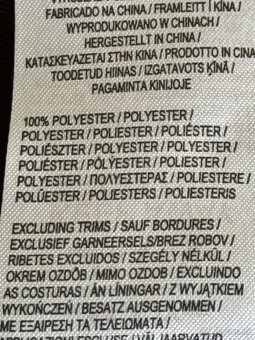 FABRICADO NA CHINA / FRAMLEITT Í KÍNA /
WYPRODUKOWANO W CHINACH /
HERGESTELLT IN CHINA /
ΚΑΤΑΣΚΕΥΑΖΕΤΑΙ ΣΤΗΝ ΚΙΝΑ / PRODOTTO IN CINA
TOODETUD HIINAS / IZGATAVOTS ĶĪNĀ /
PAGAMINTA KINIJOJE
100% POLYESTER / POLYESTER /
POLYESTER / POLIESTER / POLIÉSTER /
POLIÉSZTER / POLYESTER / POLYESTER /
POLIÉSTER / PÓLYESTER / POLIESTER /
POLYESTER / ΠΟΛΥΕΣΤΕΡΑΣ / POLIESTERE /
POLÜESTER / POLIESTERS / POLIESTERIS
EXCLUDING TRIMS / SAUF BORDURES /
EXCLUSIEF GARNEERSELS/BREZ ROBOV /
RIBETES EXCLUIDOS / SZEGÉLY NÉLKÜL /
OKREM OZDÔB / MIMO OZDOB / EXCLUINDO
AS COSTURAS / ÁN LÍNINGAR / Z WYJĄTKIEM
WYKOŃCZEŃ / BESATZ AUSGENOMMEN /
ΜΕ ΕΞΑΙΡΕΣΗ ΤΑ ΤΕΛΕΙΩΜΑΤΑ /